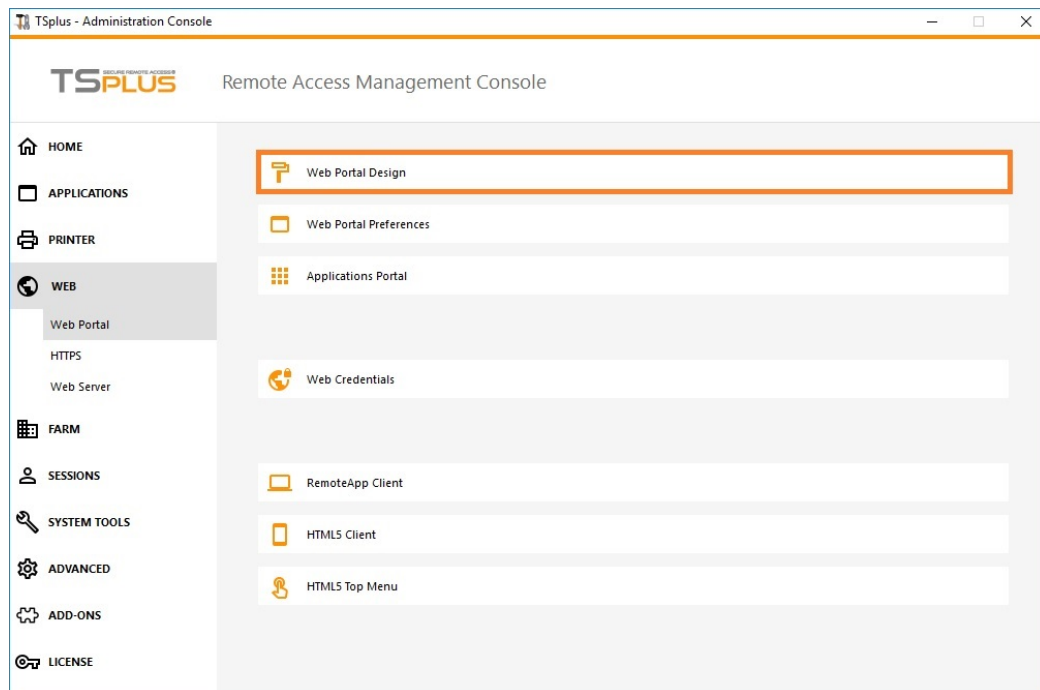 TSplus - Administration Console
SECURE REMOTE ACCESS®
TSPLUS
Remote Access Management Console
HOME
APPLICATIONS
PRINTER
WEB
Web Portal
HTTPS
Web Server
FARM
SESSIONS
SYSTEM TOOLS
ADVANCED
ADD-ONS
LICENSE
Web Portal Design
Web Portal Preferences
Applications Portal
Web Credentials
RemoteApp Client
HTML5 Client
HTML5 Top Menu